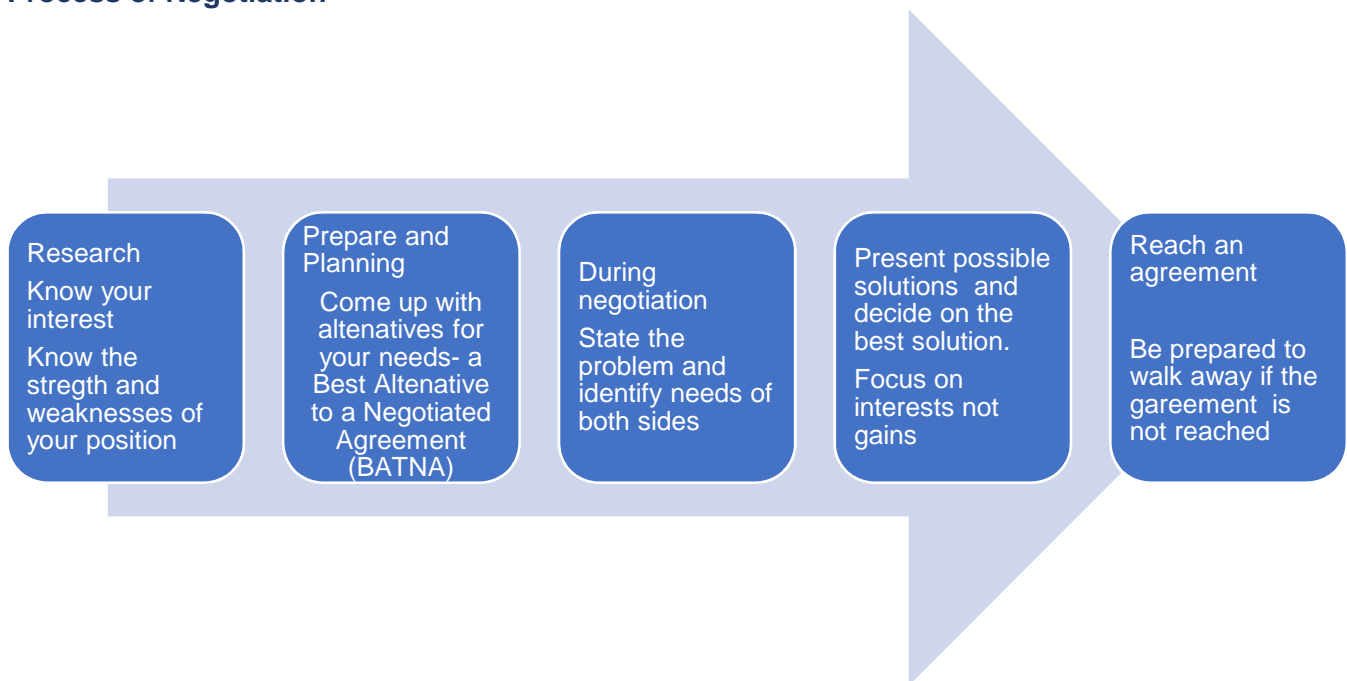 Process of Negotiation
Research
Know your
interest
Know the
stregth and
weaknesses of
your position
Prepare and
Planning
Come up with
altenatives for
your needs- a
Best Altenative
to a Negotiated
Agreement
(BATNA)
During
negotiation
State the
problem and
identify needs of
both sides
Present possible
solutions and
decide on the
best solution.
Focus on
interests not
gains
Reach an
agreement
Be prepared to
walk away if the
gareement is
not reached